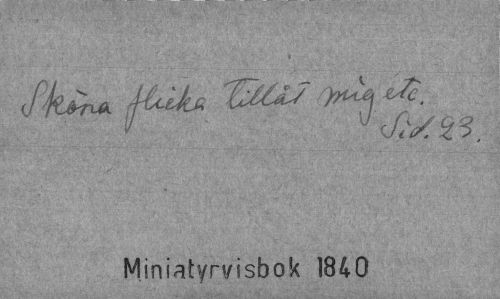 Sköna flicka tillåt mig etc.
Sid. 23.
Miniatyrvisbok 1840